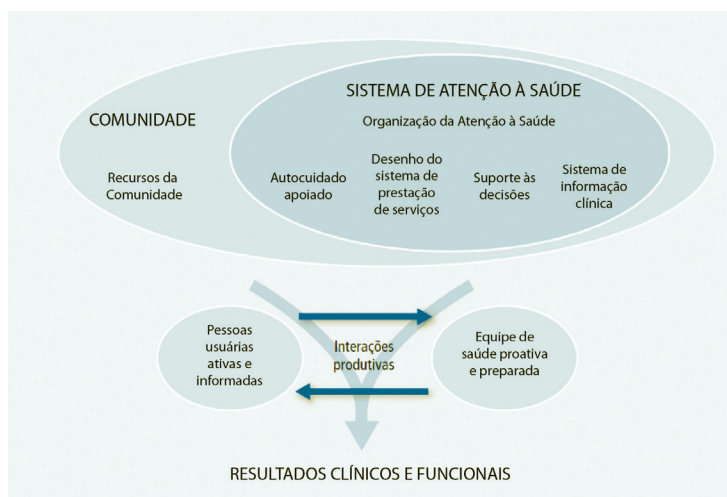 SISTEMA DE ATENÇÃO À SAÚDE
COMUNIDADE
Organização da Atenção à Saúde
Recursos da
Comunidade
Autocuidado
apoiado
Desenho do
sistema de
prestação
de serviços
Suporte às
decisões
Sistema de
informação
clínica
Pessoas
usuárias
ativas e
informadas
Interações
produtivas
Equipe de
saúde proativa
e preparada
RESULTADOS CLÍNICOS E FUNCIONAIS